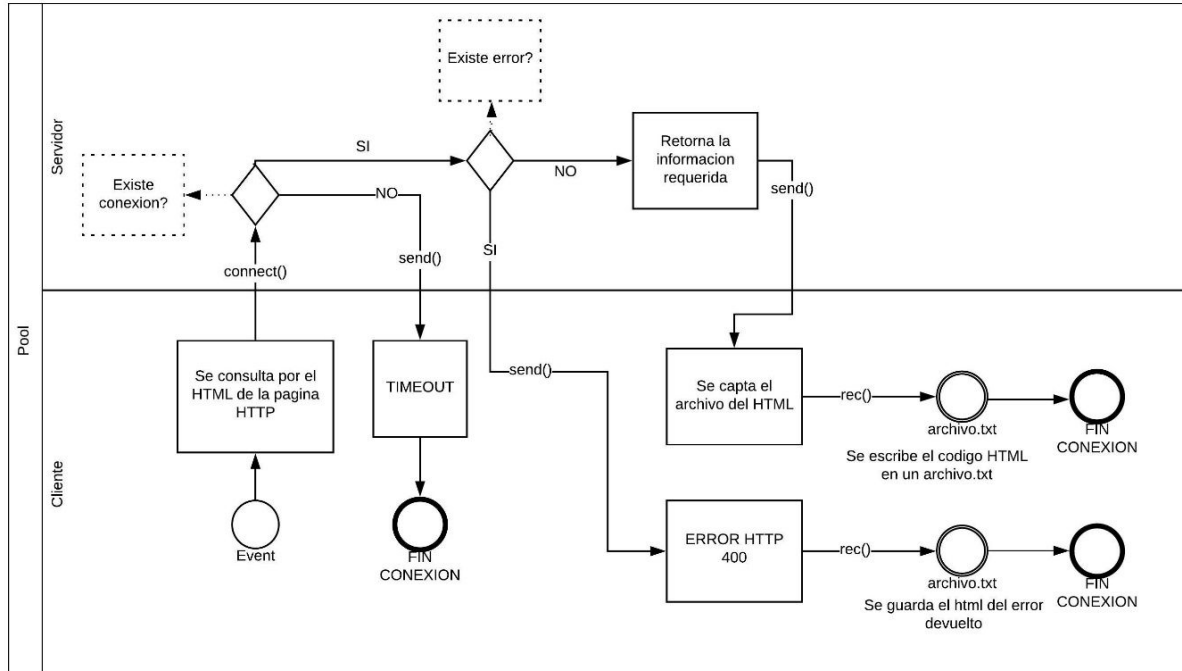 Pool
Servidor
Existe error?
Existe
conexion?
SI
NO
connect()
send()
SI
NO
Retorna la
informacion
requerida
send()
Cliente
Se consulta por el
HTML de la pagina
HTTP
Event
TIMEOUT
FIN
CONEXION
send()
Se capta el
archivo del HTML
rec()
archivo.txt
Se escribe el codigo HTML
en un archivo.txt
FIN
CONEXION
ERROR HTTP
400
rec()
archivo.txt
Se guarda el html del error
devuelto
FIN
CONEXION